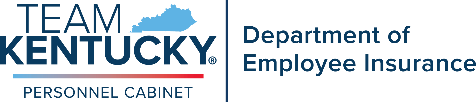 TEAM
KENTUCKY®
PERSONNEL CABINET
Department of
Employee Insurance